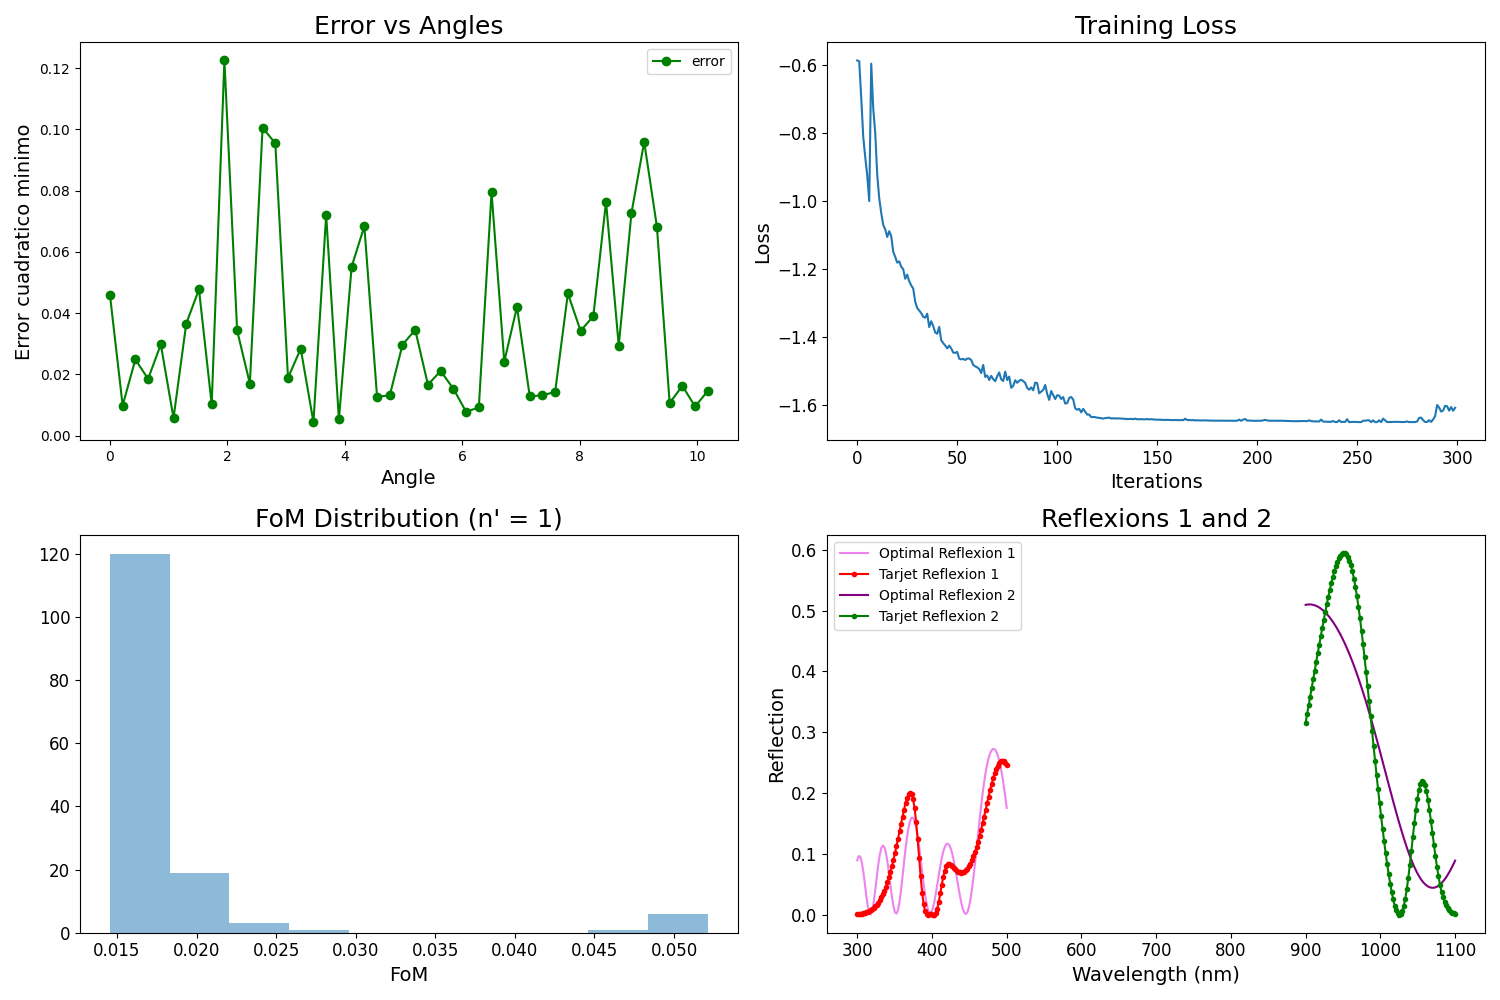 Error vs Angles
error
Error cuadratico minimo
0.12
0.10
0.08
0.06
0.04
0.02
0.00
0 2 4 6 8 10
Angle
Training Loss
Loss
−0.6
−0.8
−1.0
−1.2
−1.4
−1.6
0 50 100 150 200 250 300
Iterations
FoM Distribution (n' = 1)
120
100
80
60
40
20
0
0.015 0.020 0.025 0.030 0.035 0.040 0.045 0.050
FoM
Reflexions 1 and 2
Optimal Reflexion 1
Tarjet Reflexion 1
Optimal Reflexion 2
Tarjet Reflexion 2
Reflection
0.6
0.5
0.4
0.3
0.2
0.1
0.0
300 400 500 600 700 800 900 1000 1100
Wavelength (nm)